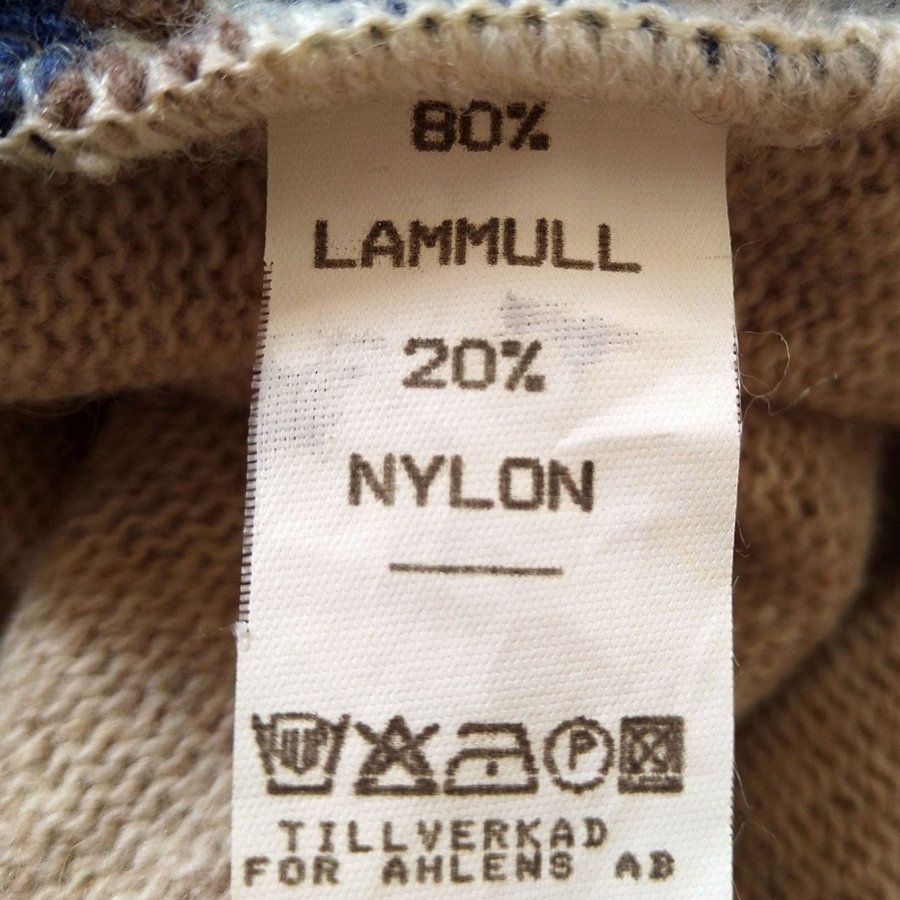 80%
LAMMULL
20%
NYLON
P
TILLVERKAD
FOR AHLENS AB